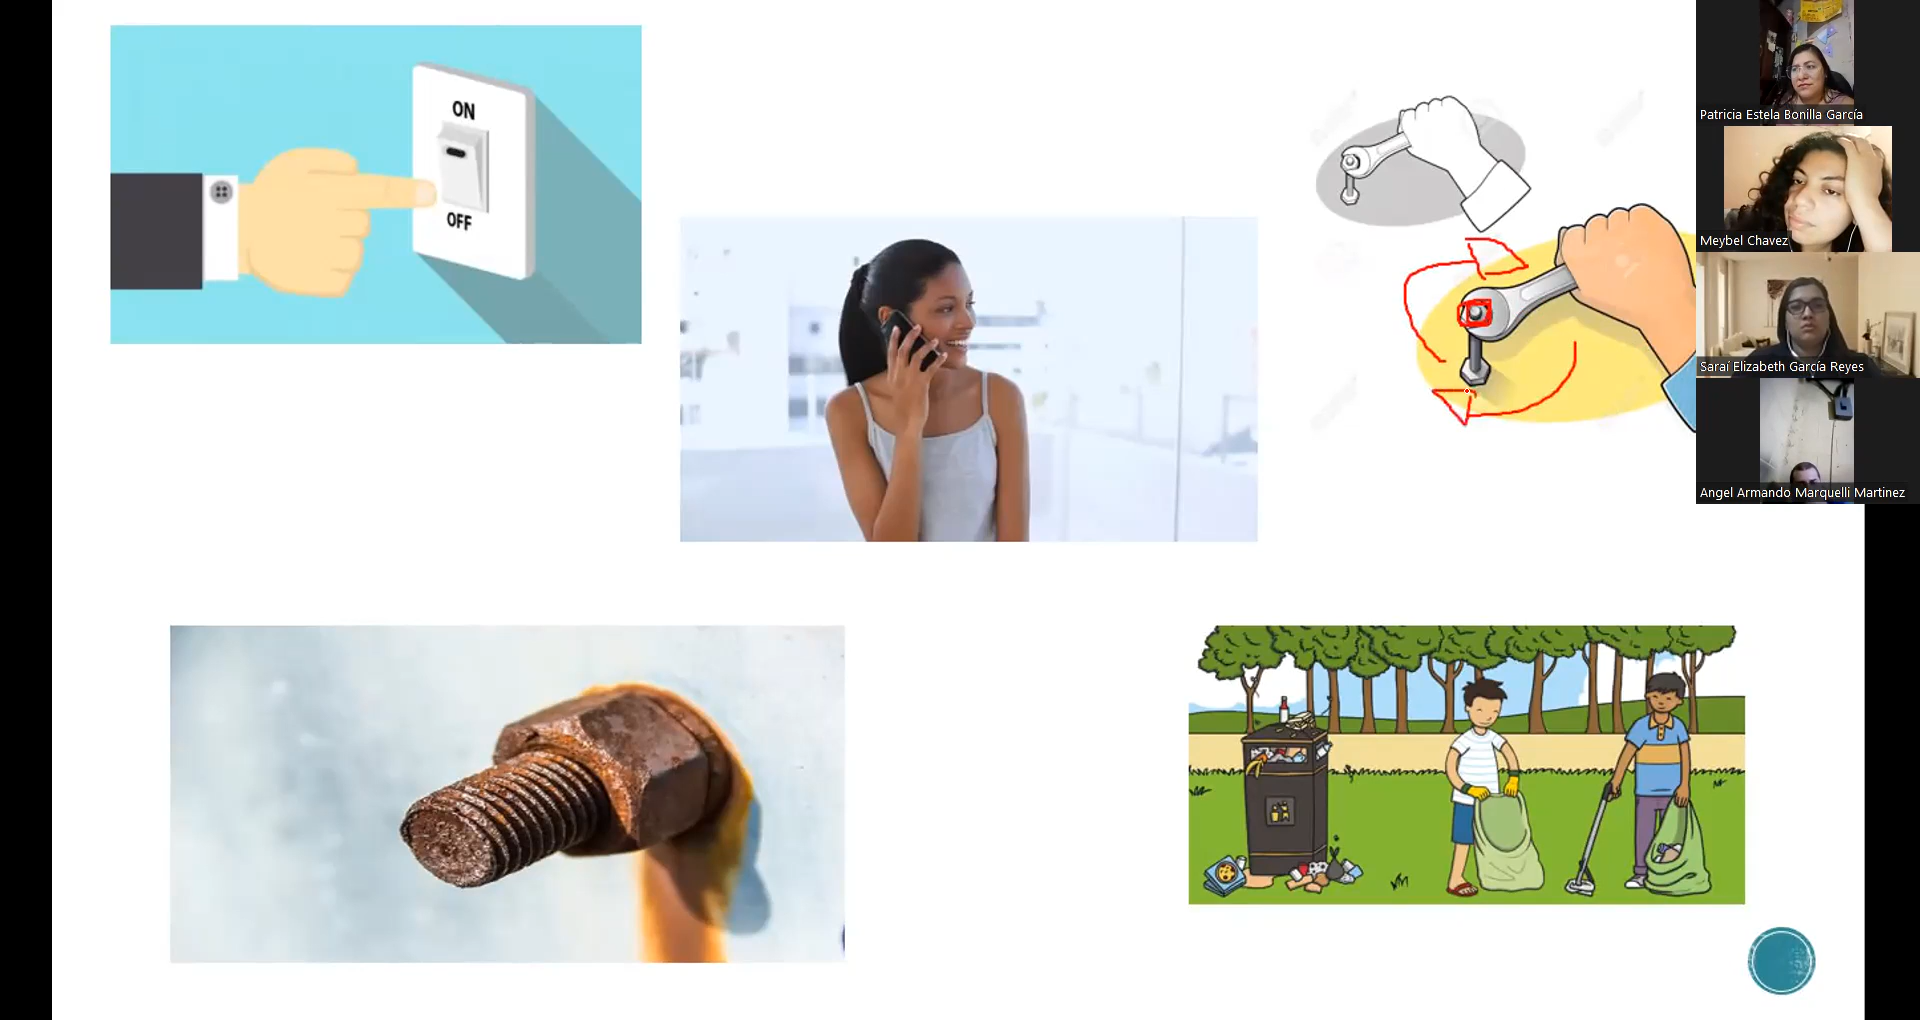 ON
OFF
Patricia Estela Bonilla García
Meybel Chavez
Saraí Elizabeth García Reyes
Angel Armando Marquelli Martinez